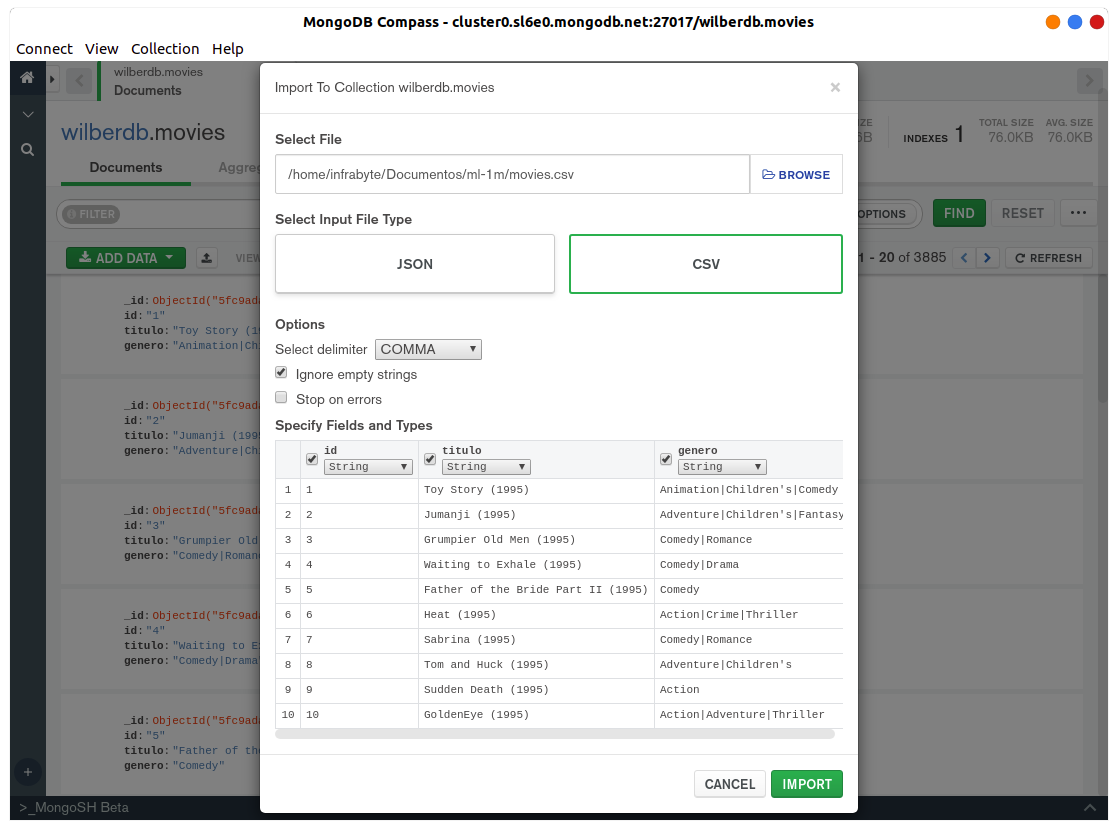 MongoDB Compass - cluster0.sl6e0.mongodb.net:27017/wilberdb.movies
Connect View Collection Help
wilberdb.movies
Documents
wilberdb.movies
INDEXES 1
TOTAL SIZE AVG. SIZE
76.0KB 76.0KB
Documents
FILTER
OPTIONS
FIND RESET ...
ADD DATA
VIEW
1 - 20 of 3885
REFRESH
_id:ObjectId("5fc9ad
id:"1"
titulo:"Toy Story (1
genero:"Animation|Ch
id:"2"
titulo:"Jumanji (199
genero:"Adventure|Ch
_id:ObjectId("5fc9ad
id:"3"
titulo:"Grumpier Old
genero:"Comedy|Roman
_id:ObjectId("5fc9ad
id:"4"
titulo:"Waiting to E
genero:"Comedy|Drama
_id:ObjectId("5fc9ad
id:"5"
titulo:"Father of th
genero:"Comedy"
>_MongoSH Beta
Import To Collection wilberdb.movies
×
Select File
/home/infrabyte/Documentos/ml-1m/movies.csv
BROWSE
Select Input File Type
JSON CSV
Options
Select delimiter COMMA
Ignore empty strings
Stop on errors
Specify Fields and Types
id titulo genero
String String String
1 1 Toy Story (1995) Animation|Children's|Comedy
2 2 Jumanji (1995) Adventure|Children's|Fantasy
3 3 Grumpier Old Men (1995) Comedy|Romance
4 4 Waiting to Exhale (1995) Comedy|Drama
5 5 Father of the Bride Part II (1995) Comedy
6 6 Heat (1995) Action|Crime|Thriller
7 7 Sabrina (1995) Comedy|Romance
8 8 Tom and Huck (1995) Adventure|Children's
9 9 Sudden Death (1995) Action
10 10 GoldenEye (1995) Action|Adventure|Thriller
CANCEL IMPORT